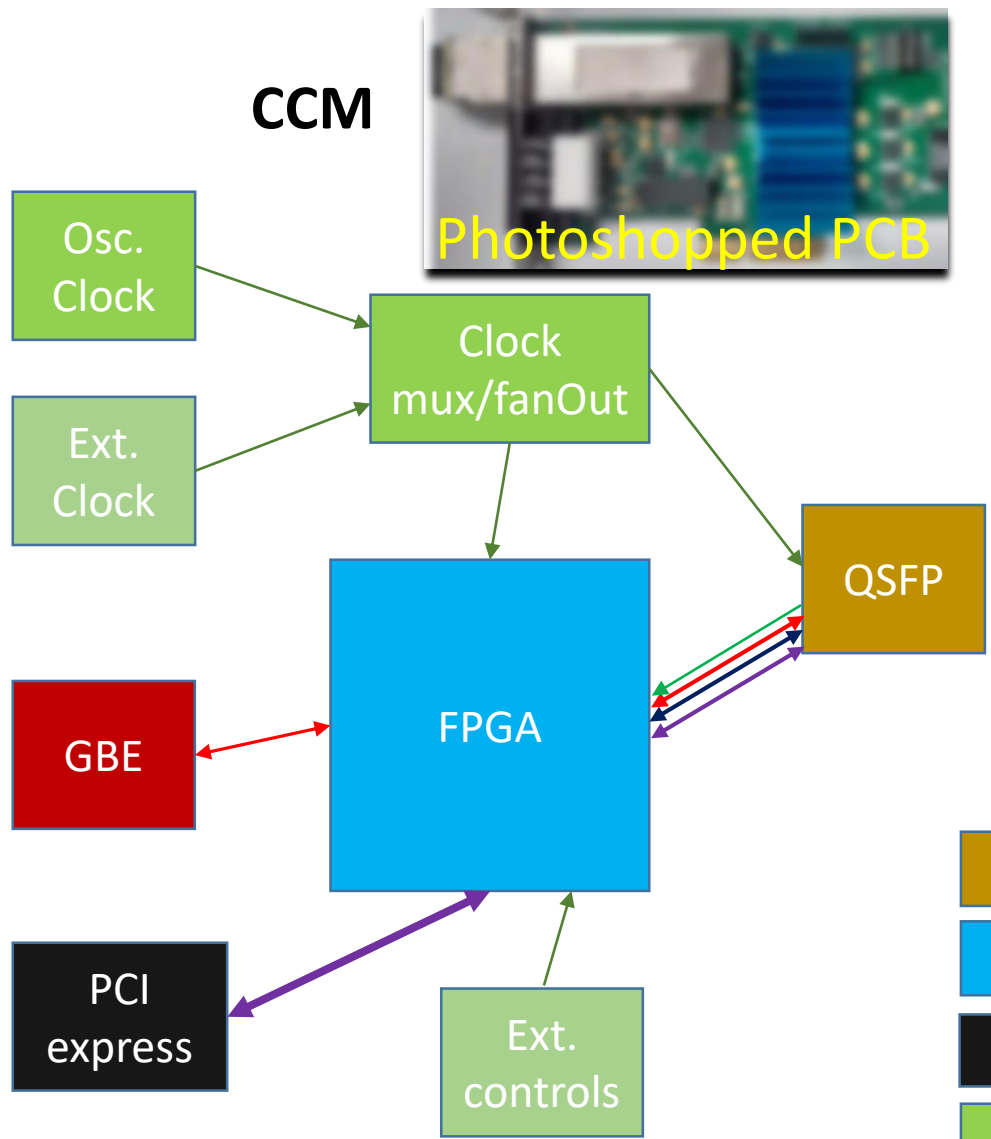 CCM
Photoshopped PCB
Osc.
Clock
Clock
mux/fanOut
Ext.
Clock
QSFP
FPGA
GBE
PCI
express
Ext.
controls